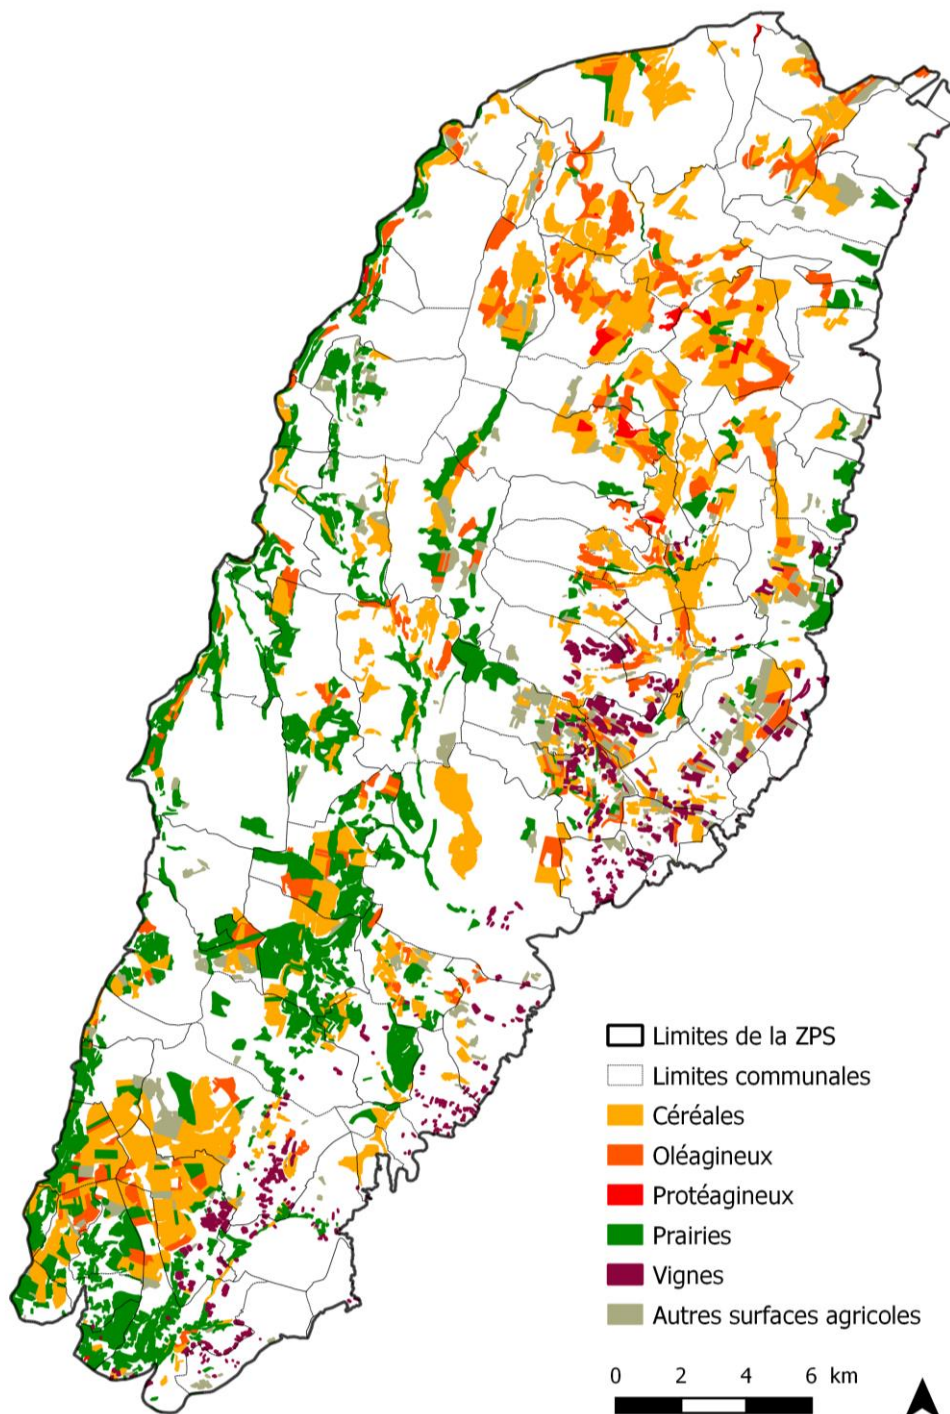 Limites de la ZPS
Limites communales
Céréales
Oléagineux
Protéagineux
Prairies
Vignes
Autres surfaces agricoles
0 2 4 6 km